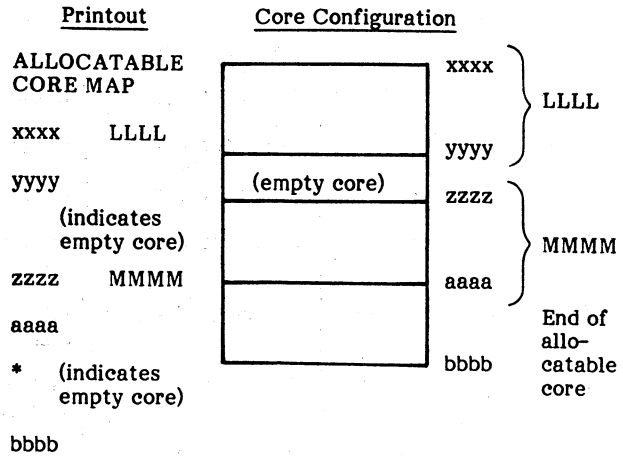 Printout
Core Configuration
ALLOCATABLE
CORE MAP
xxxx LLLL
yyyy
(indicates
empty core)
zzzz MMMM
aaaa
* (indicates
empty core)
bbbb
(empty core)
xxxx
yyyy
zzzz
aaaa
bbbb
LLLL
MMMM
End of
allo-
catable
core